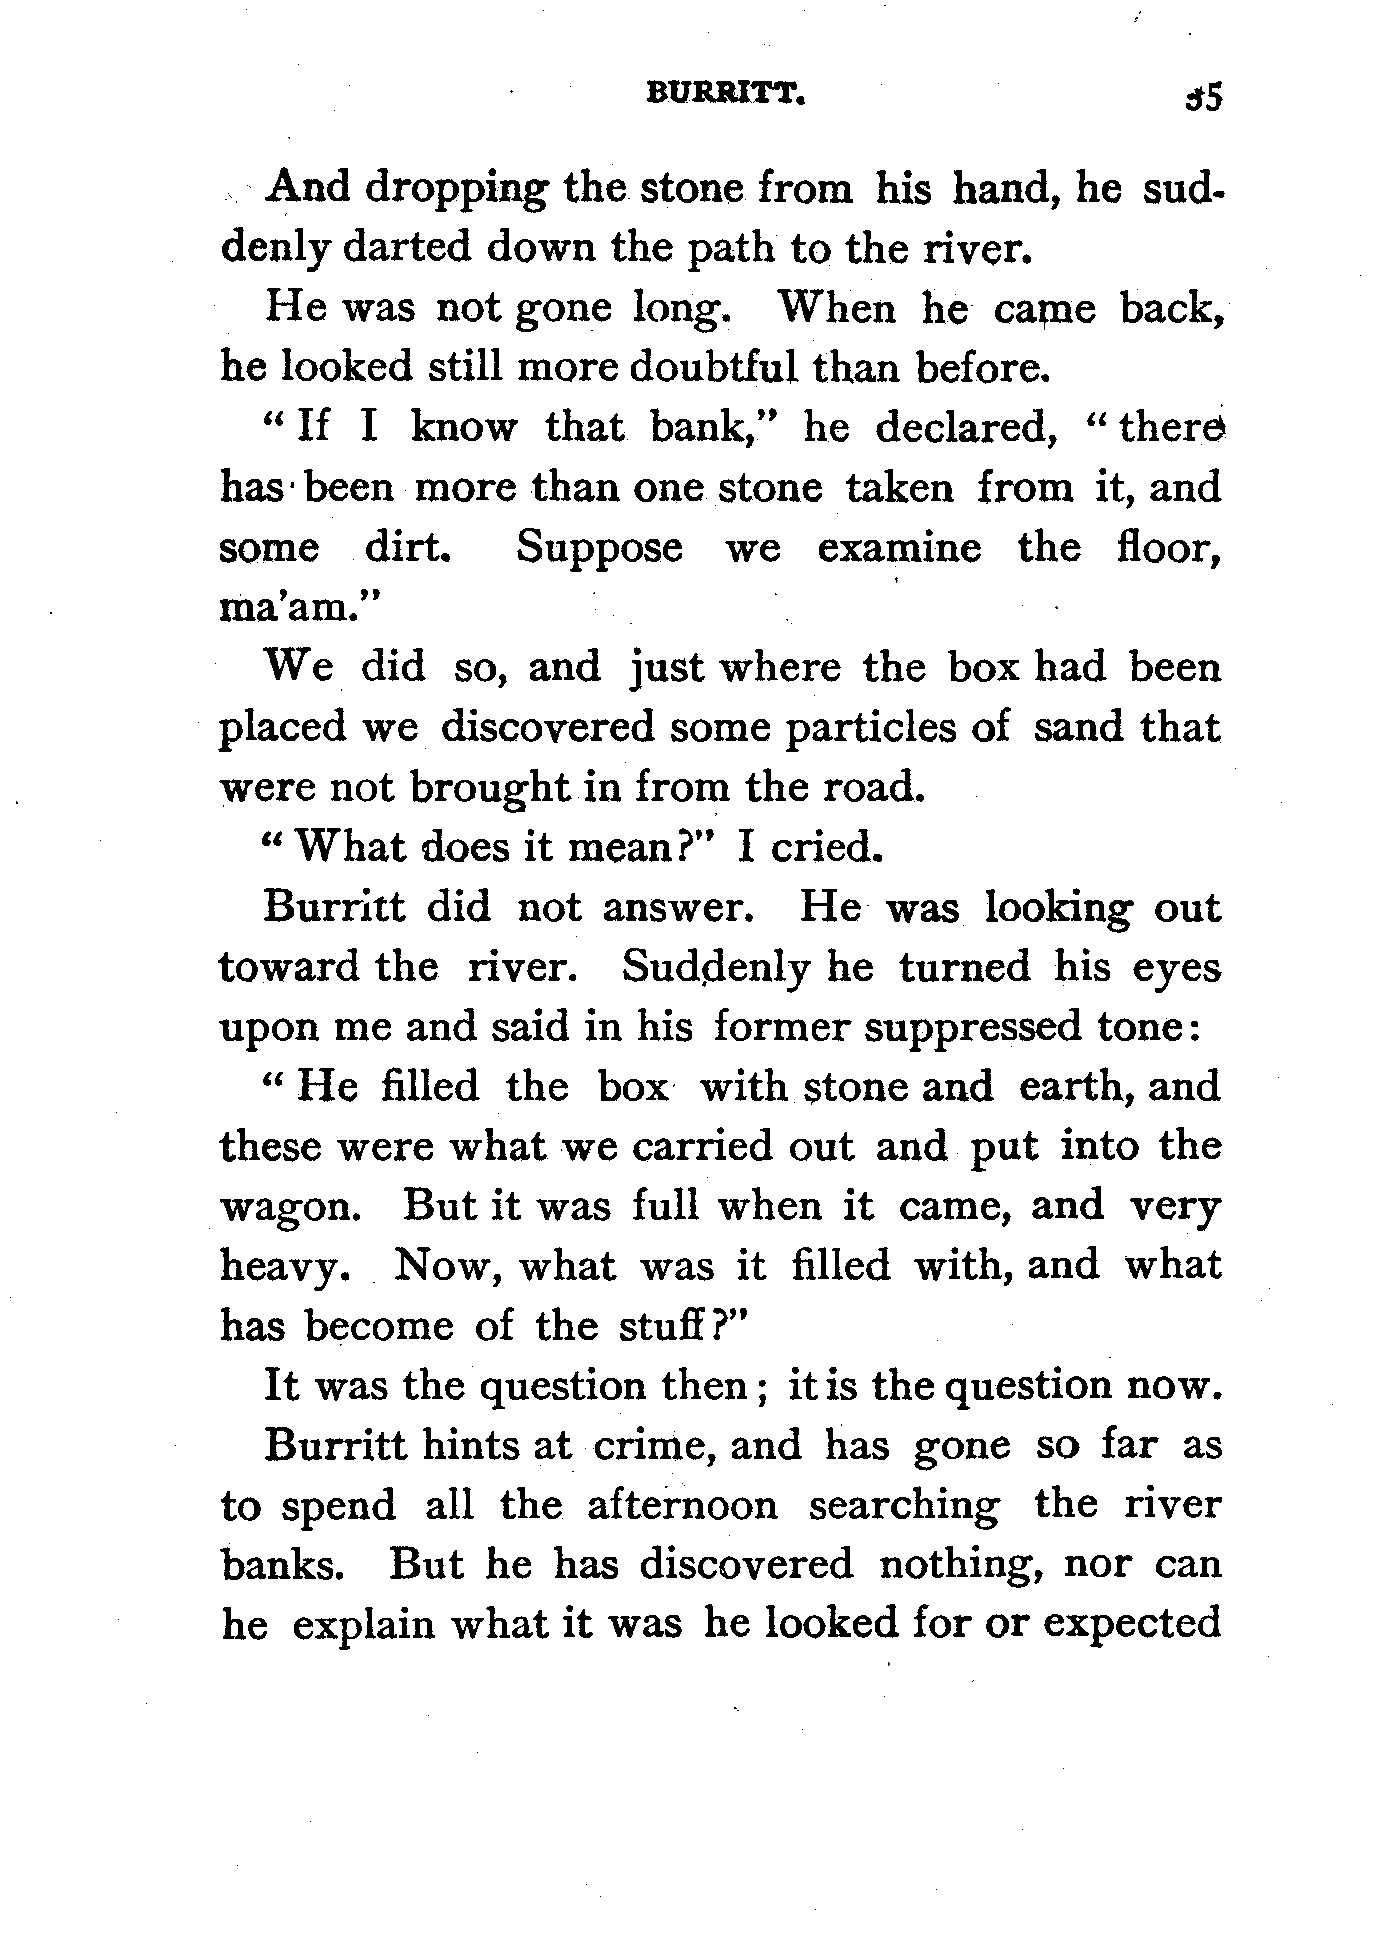 BURRITT. 35
And dropping the stone from his hand, he sud-
denly darted down the path to the river.
He was not gone long. When he came back,
he looked still more doubtful than before.
“ If I know that bank,” he declared, “ there
has been more than one stone taken from it, and
some dirt. Suppose we examine the floor,
ma’am.”
We did so, and just where the box had been
placed we discovered some particles of sand that
were not brought in from the road.
“ What does it mean?” I cried.
Burritt did not answer. He was looking out
toward the river. Suddenly he turned his eyes
upon me and said in his former suppressed tone:
“ He filled the box with stone and earth, and
these were what we carried out and put into the
wagon. But it was full when it came, and very
heavy. Now, what was it filled with, and what
has become of the stuff?”
It was the question then; it is the question now.
Burritt hints at crime, and has gone so far as
to spend all the afternoon searching the river
banks. But he has discovered nothing, nor can
he explain what it was he looked for or expected